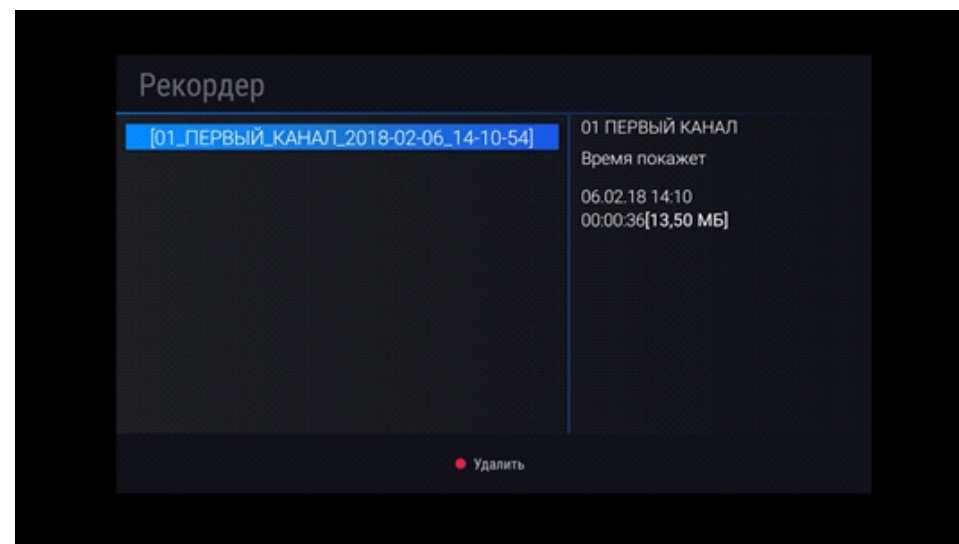 Рекордер
[01_ПЕРВЫЙ_КАНАЛ_2018-02-06_14-10-54]
01 ПЕРВЫЙ КАНАЛ
Время покажет
06.02.18 14:10
00:00:36[13,50 МБ]
Удалить